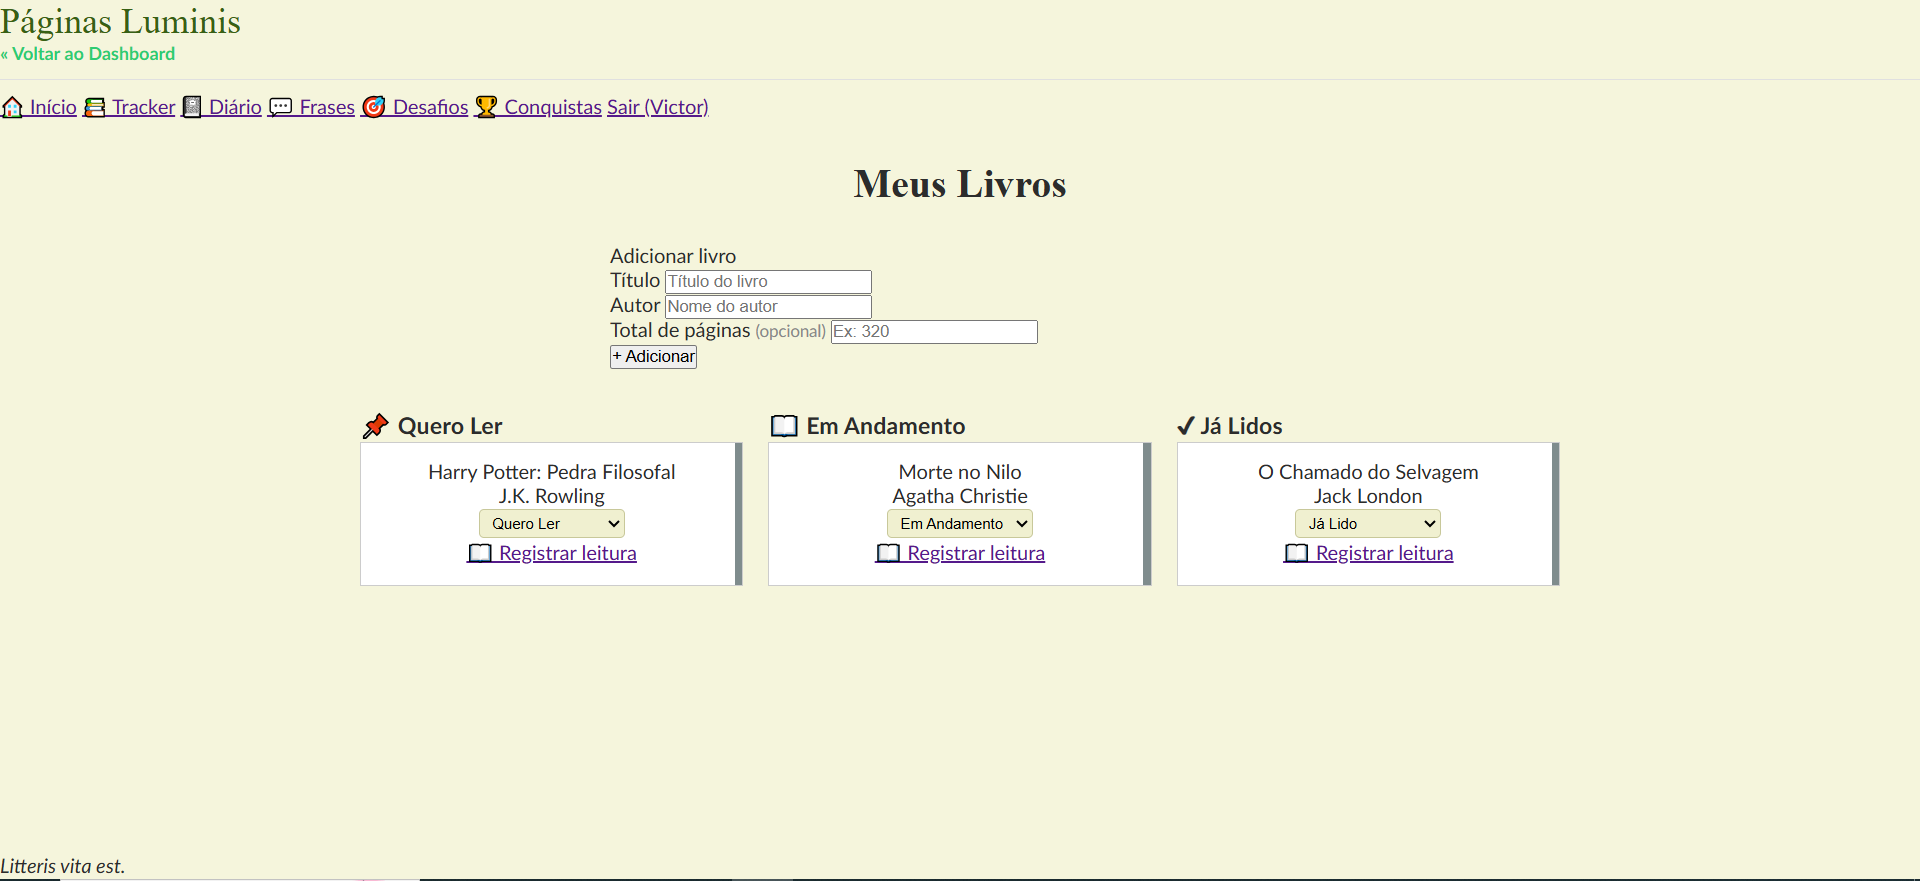 Páginas Luminis
« Voltar ao Dashboard
Início Tracker Diário Frases Desafios Conquistas Sair (Victor)
Meus Livros
Adicionar livro
Título Título do livro
Autor Nome do autor
Total de páginas (opcional) Ex: 320
+ Adicionar
Quero Ler
Harry Potter: Pedra Filosofal
J.K. Rowling
Quero Ler
Registrar leitura
Em Andamento
Morte no Nilo
Agatha Christie
Em Andamento
Registrar leitura
✓ Já Lidos
O Chamado do Selvagem
Jack London
Já Lido
Registrar leitura
Litteris vita est.